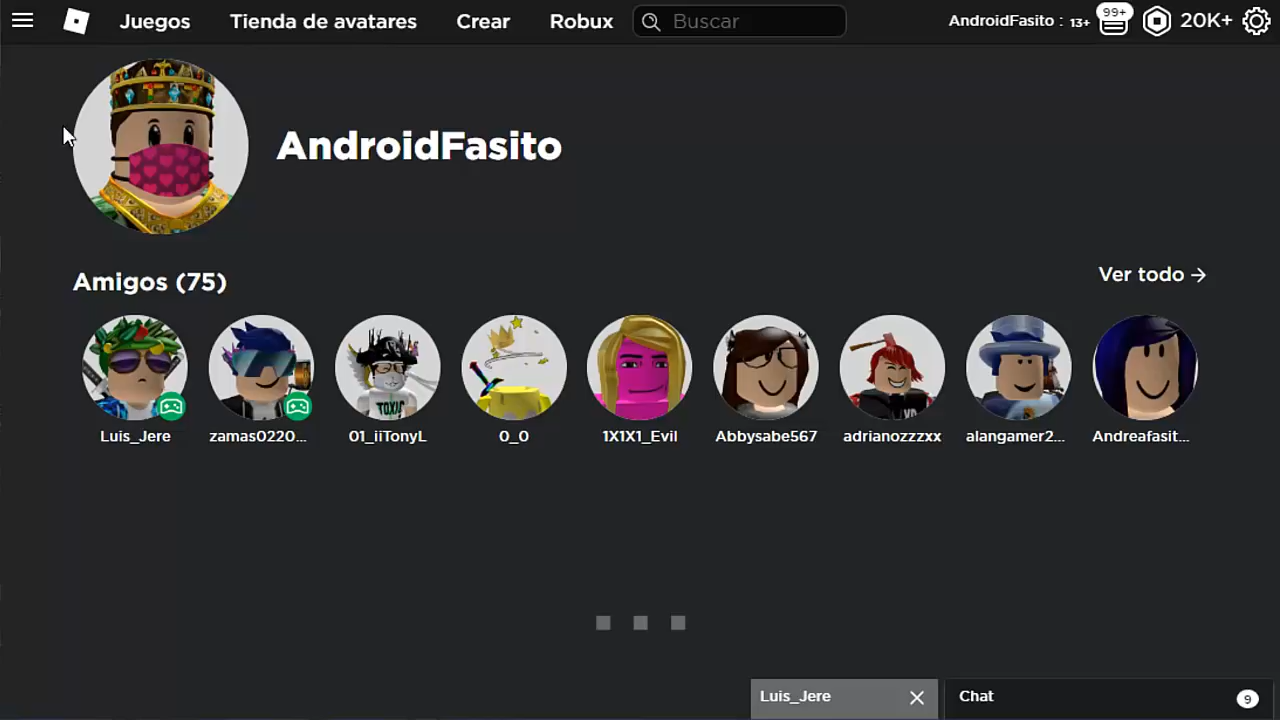 Juegos Tienda de avatares Crear Robux Buscar AndroidFasito : 13+ 99+ 20K+
AndroidFasito
Amigos (75) Ver todo →
Luis_Jere zamas0220... 01_iiTonyL 0_0 1X1X1_Evil Abbysabe567 adrianozzzxx alangamer2... Andreafasit...
TOXIC
Luis_Jere Chat 9